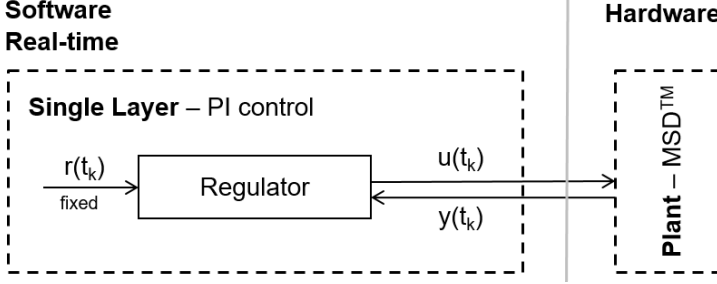 Software
Real-time
Hardware
Single Layer – PI control
r(tₖ)
fixed
Regulator
u(tₖ)
y(tₖ)
Plant – MSD™